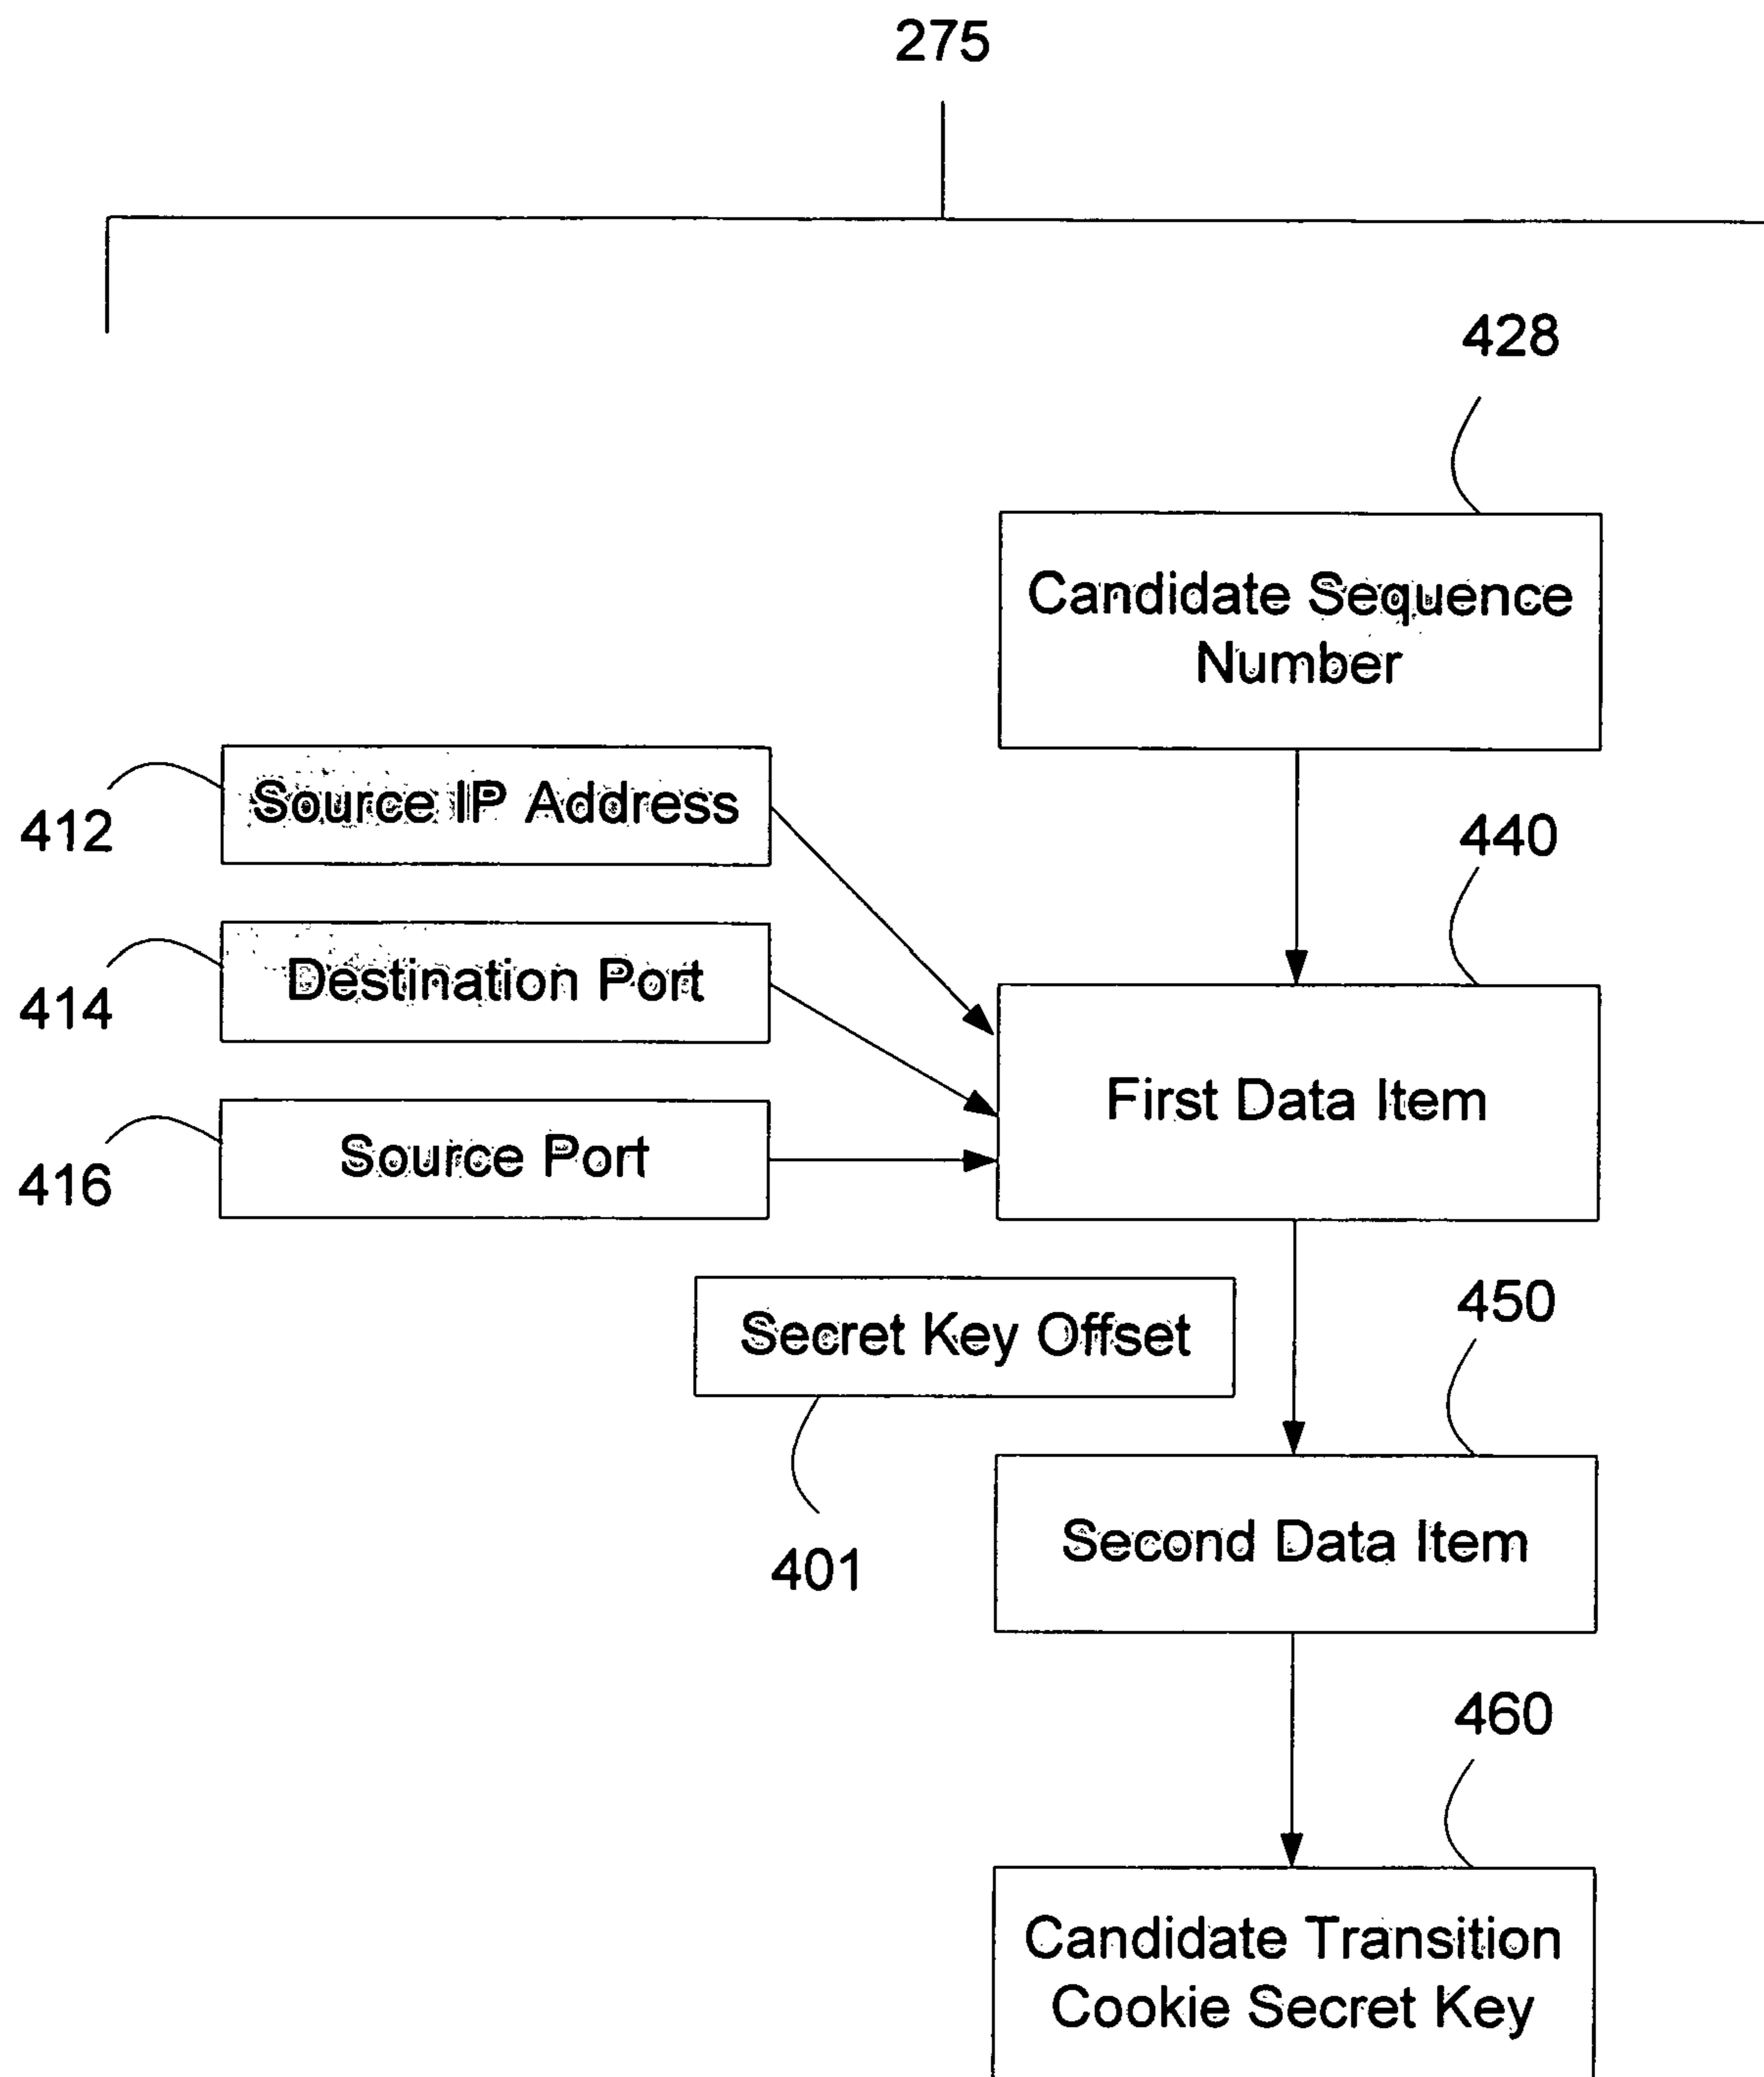 275
428
Candidate Sequence
Number
412
Source IP Address
440
414
Destination Port
First Data Item
416
Source Port
Secret Key Offset
450
401
Second Data Item
460
Candidate Transition
Cookie Secret Key